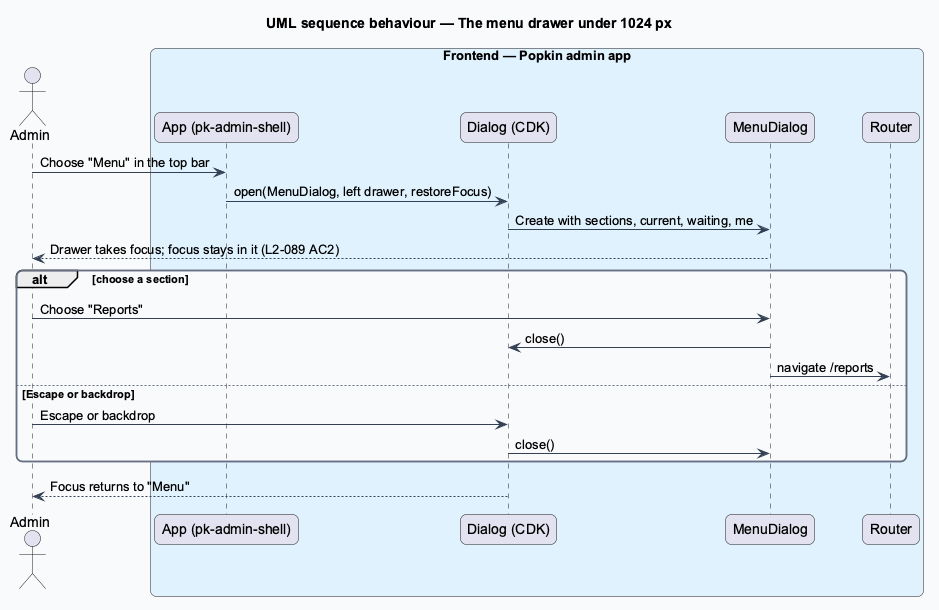 UML sequence behaviour — The menu drawer under 1024 px
Frontend — Popkin admin app
Admin
App (pk-admin-shell)
Dialog (CDK)
MenuDialog
Router
Choose "Menu" in the top bar
open(MenuDialog, left drawer, restoreFocus)
Create with sections, current, waiting, me
Drawer takes focus; focus stays in it (L2-089 AC2)
alt
[choose a section]
Choose "Reports"
close()
navigate /reports
[Escape or backdrop]
Escape or backdrop
close()
Focus returns to "Menu"
Admin
App (pk-admin-shell)
Dialog (CDK)
MenuDialog
Router